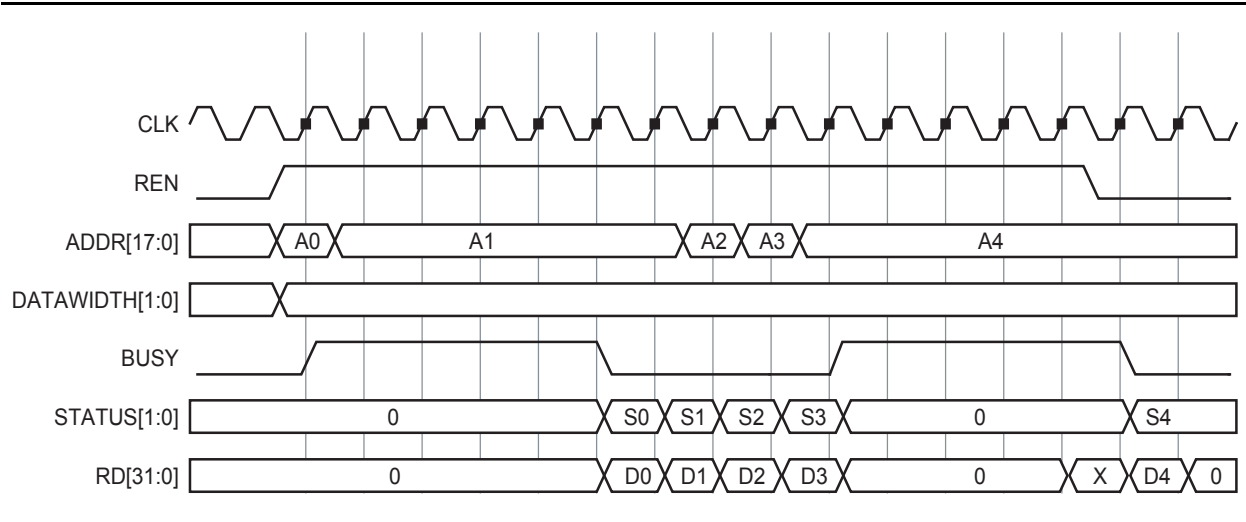 CLK
REN
ADDR[17:0] A0 A1 A2 A3 A4
DATAWIDTH[1:0]
BUSY
STATUS[1:0] 0 S0 S1 S2 S3 0 S4
RD[31:0] 0 D0 D1 D2 D3 0 X D4 0